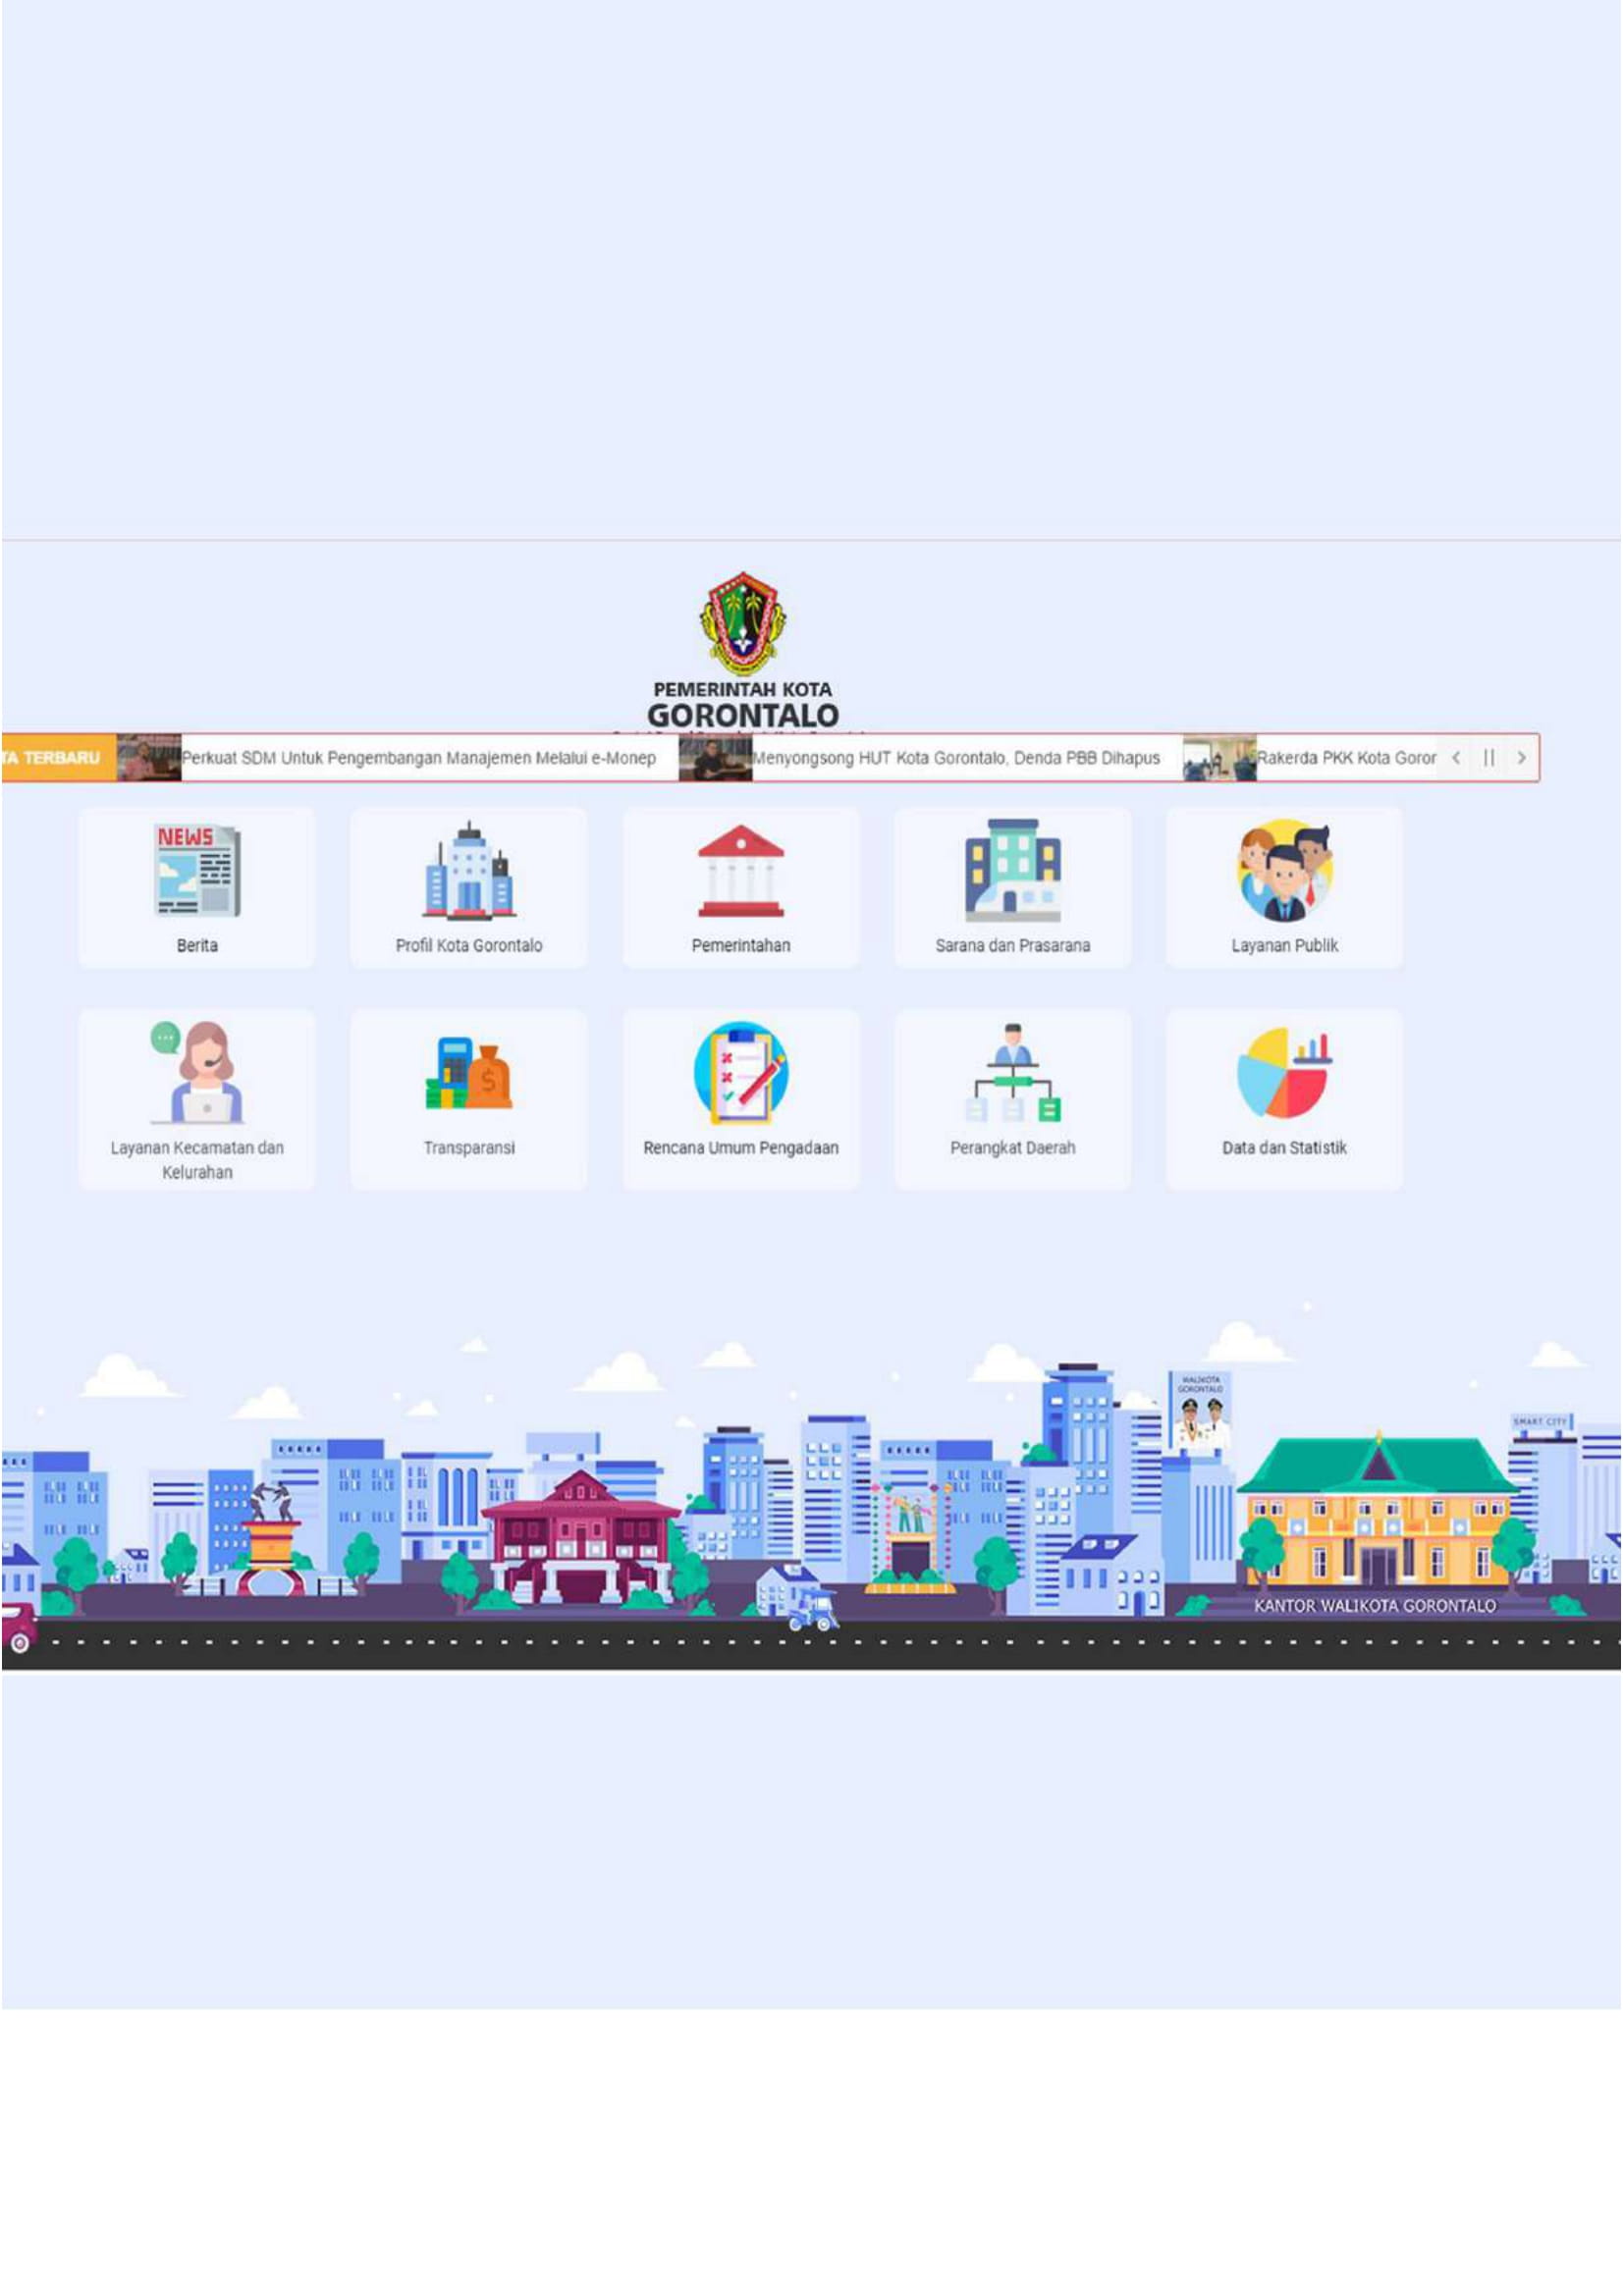 PEMERINTAH KOTA
GORONTALO
TA TERBARU
Perkuat SDM Untuk Pengembangan Manajemen Melalui e-Monep
Menyongsong HUT Kota Gorontalo, Denda PBB Dihapus
Rakerda PKK Kota Goror
NEWS
Berita
Profil Kota Gorontalo
Pemerintahan
Sarana dan Prasarana
Layanan Publik
Layanan Kecamatan dan
Kelurahan
Transparansi
Rencana Umum Pengadaan
Perangkat Daerah
Data dan Statistik
WALIKOTA
GORONTALO
SMART CITY
KANTOR WALIKOTA GORONTALO